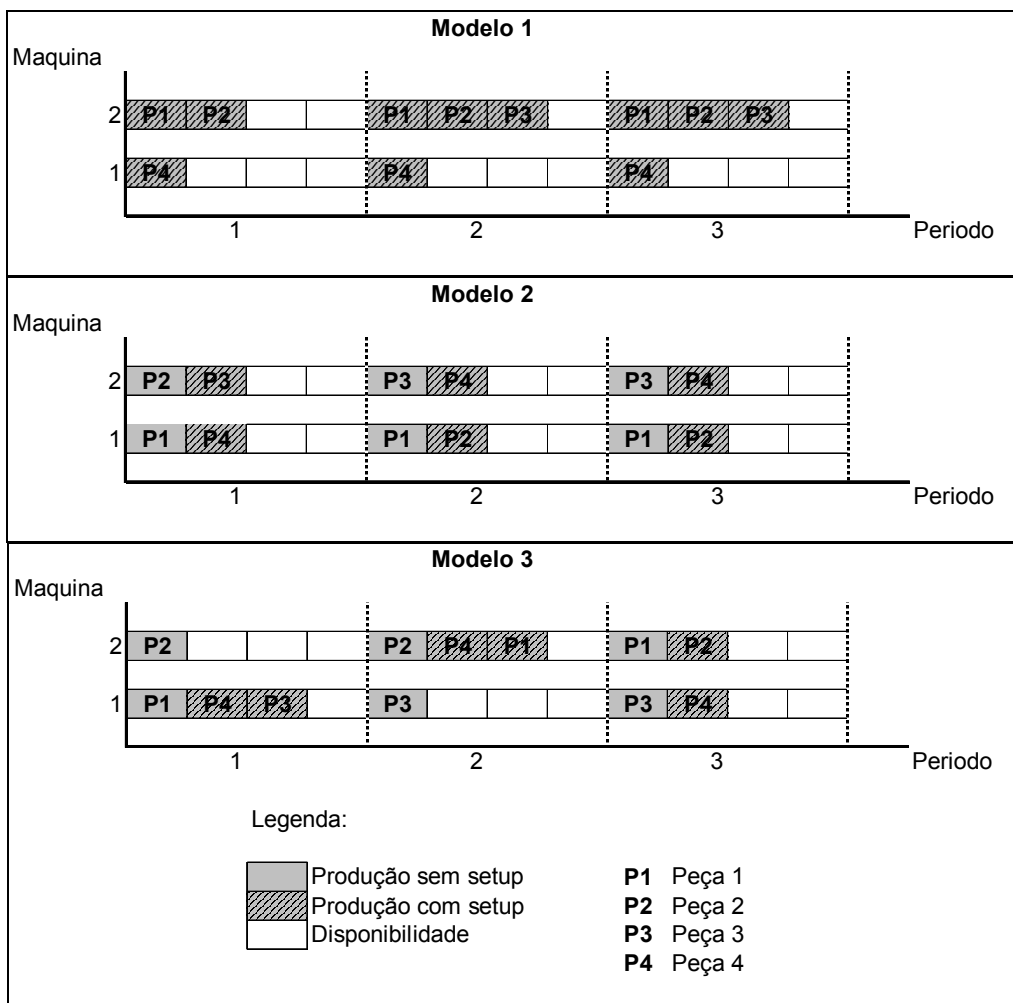 Modelo 1
Maquina
2 P1 P2 P1 P2 P3 P1 P2 P3
1 P4 P4 P4
1 2 3 Periodo
Modelo 2
Maquina
2 P2 P3 P3 P4 P3 P4
1 P1 P4 P1 P2 P1 P2
1 2 3 Periodo
Modelo 3
Maquina
2 P2 P2 P4 P1 P1 P2
1 P1 P4 P3 P3 P3 P4
1 2 3 Periodo
Legenda:
Produção sem setup P1 Peça 1
Produção com setup P2 Peça 2
Disponibilidade P3 Peça 3
P4 Peça 4